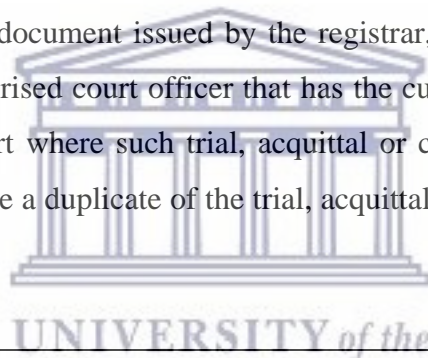 document issued by the registrar,
rised court officer that has the cu
rt where such trial, acquittal or c
e a duplicate of the trial, acquittal
UNIVERSITY of the